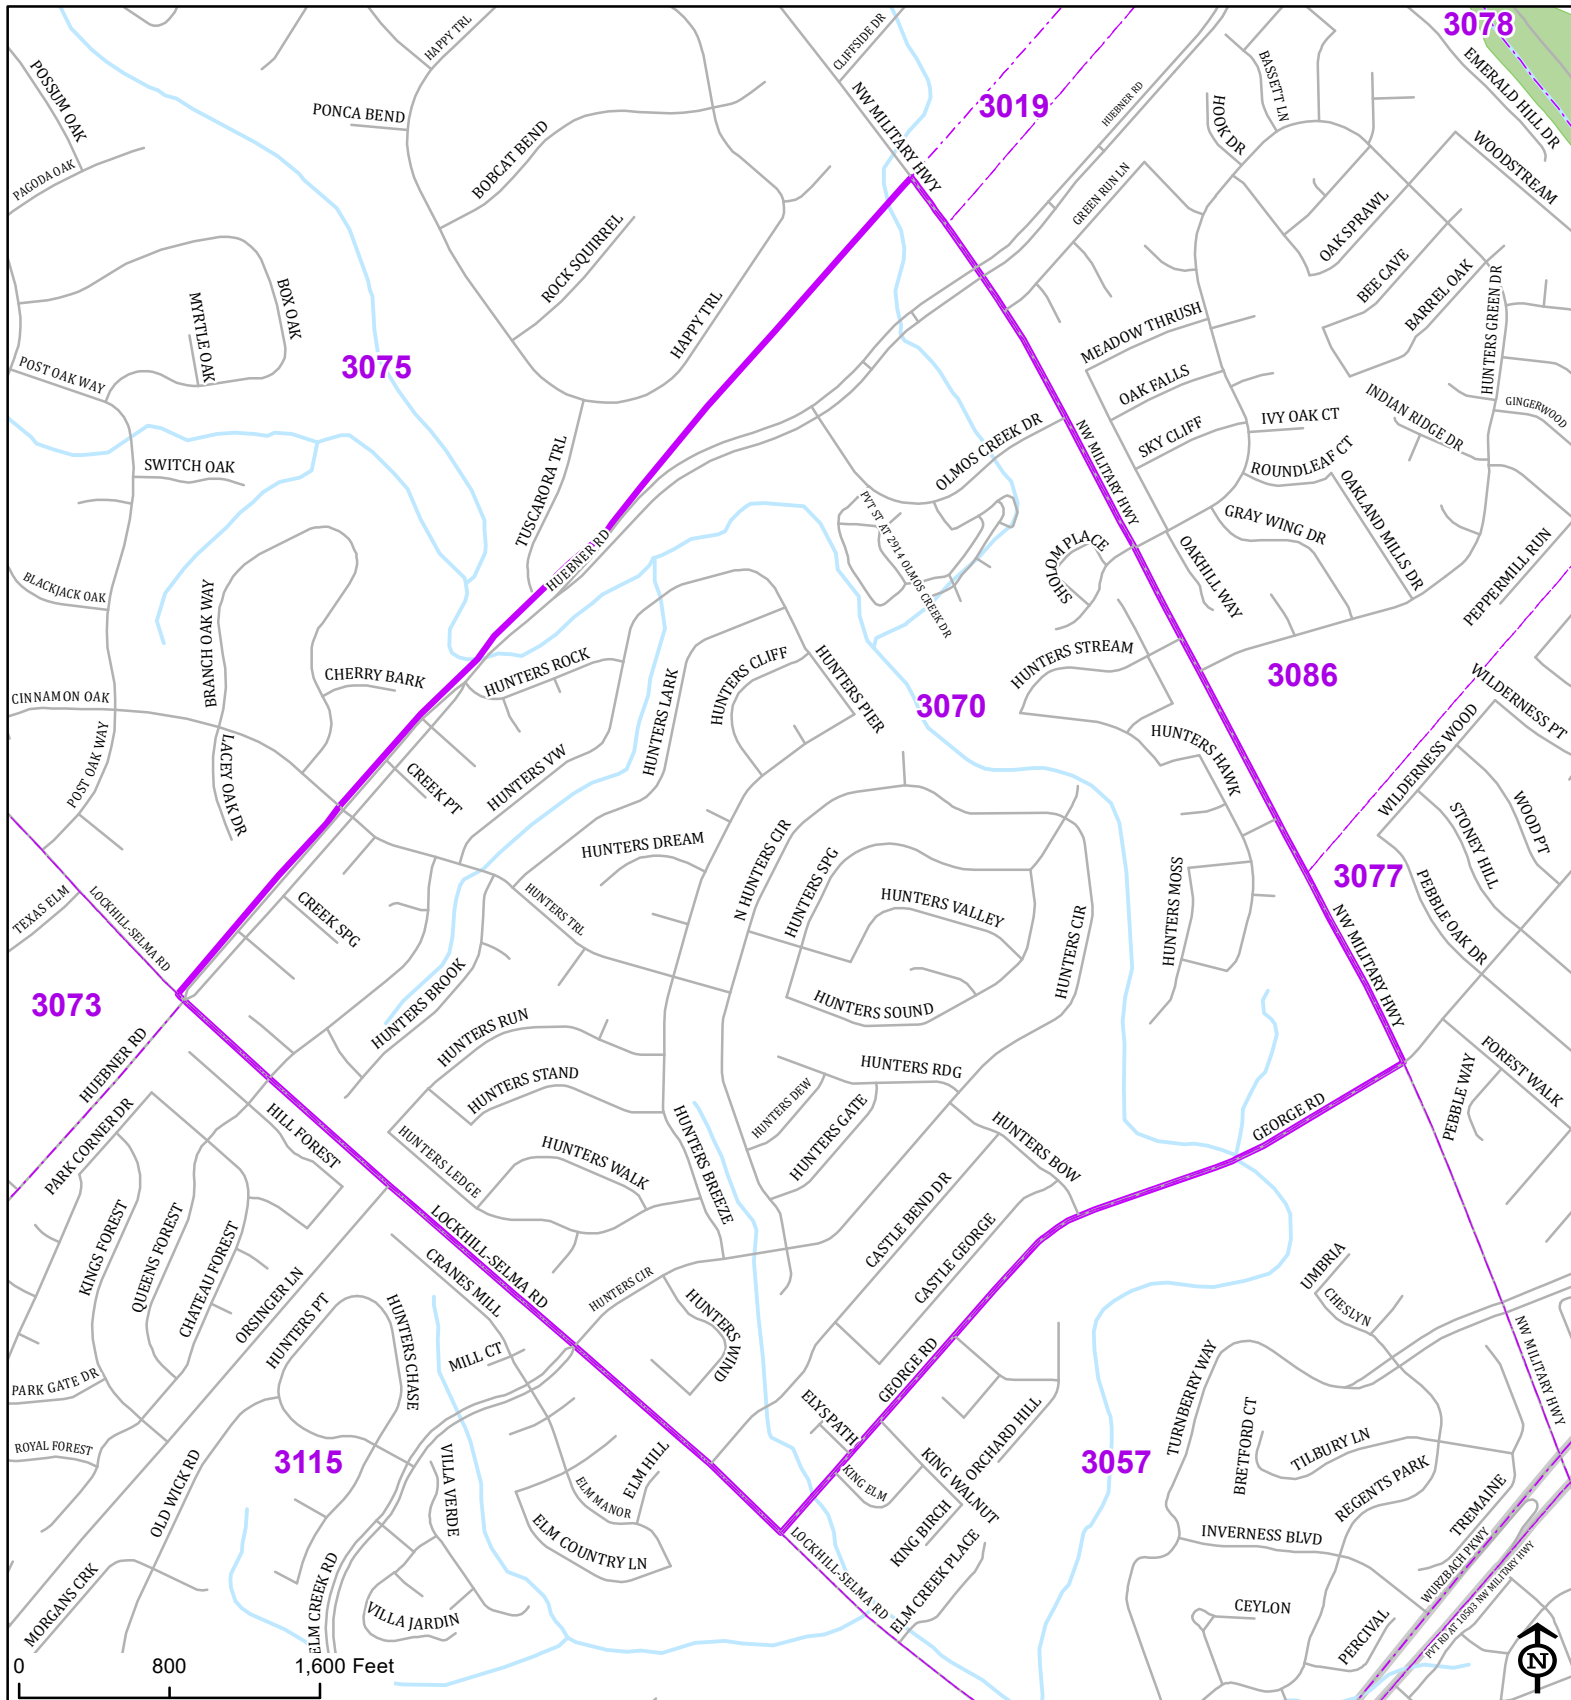 3078
HAPPY TRL
CLIFFSIDE DR
EMERALD HILL DR
POSSUM OAK
PONCA BEND
NW MILITARY HWY
3019
HUEBNER RD
BASSETT LN
HOOK DR
BOBCAT BEND
WOODSTREAM
PAGODA OAK
GREEN RUN LN
OAK SPRAWL
ROCK SQUIRREL
BEE CAVE
BARREL OAK
HUNTERS GREEN DR
BOX OAK
MYRTLE OAK
HAPPY TRL
MEADOW THRUSH
POST OAK WAY
3075
OAK FALLS
INDIAN RIDGE DR
GINGERWOOD
IVY OAK CT
SKY CLIFF
OLMOS CREEK DR
NW MILITARY HWY
SWITCH OAK
ROUNDLEAF CT
OAKLAND MILLS DR
TUSCARORA TRL
PVT ST AT 2914 OLMOS CREEK DR
GRAY WING DR
HUEBNER RD
SHOLOM PLACE
OAKHILL WAY
PEPPERMILL RUN
BLACKJACK OAK
BRANCH OAK WAY
CHERRY BARK
HUNTERS ROCK
HUNTERS CLIFF
HUNTERS PIER
HUNTERS STREAM
3086
WILDERNESS PT
CINNAMON OAK
HUNTERS LARK
3070
POST OAK WAY
LACEY OAK DR
CREEK PT
HUNTERS VW
HUNTERS HAWK
WILDERNESS WOOD
WOOD PT
STONEY HILL
HUNTERS DREAM
N HUNTERS CIR
HUNTERS SPG
HUNTERS MOSS
3077
PEBBLE OAK DR
TEXAS ELM
LOCKHILL-SELMA RD
CREEK SPG
HUNTERS TRL
HUNTERS VALLEY
HUNTERS CIR
NW MILITARY HWY
3073
HUNTERS BROOK
HUNTERS SOUND
HUEBNER RD
HUNTERS RUN
HUNTERS RDG
FOREST WALK
PEBBLE WAY
HUNTERS STAND
HUNTERS DEW
HUNTERS GATE
PARK CORNER DR
HILL FOREST
HUNTERS LEDGE
HUNTERS WALK
HUNTERS BREEZE
HUNTERS BOW
GEORGE RD
KINGS FOREST
QUEENS FOREST
CHATEAU FOREST
LOCKHILL-SELMA RD
CASTLE BEND DR
CASTLE GEORGE
UMBRIA
CHESLYN
ORSINGER LN
CRANES MILL
HUNTERS CIR
HUNTERS WIND
HUNTERS PT
HUNTERS CHASE
MILL CT
GEORGE RD
NW MILITARY HWY
PARK GATE DR
TURNBERRY WAY
BRETFORD CT
ELYSPATH
ORCHARD HILL
TILBURY LN
ROYAL FOREST
OLD WICK RD
3115
VILLA VERDE
ELM HILL
ELM MANOR
KING ELM
KING WALNUT
3057
REGENTS PARK
TREMAINE
ELM COUNTRY LN
KING BIRCH
INVERNESS BLVD
LOCKHILL-SELMA RD
ELM CREEK PLACE
WURZBACH PKWY
PVT RD AT 10503 NW MILITARY HWY
MORGANS CRK
ELM CREEK RD
VILLA JARDIN
CEYLON
PERCIVAL
N
0 800 1,600 Feet